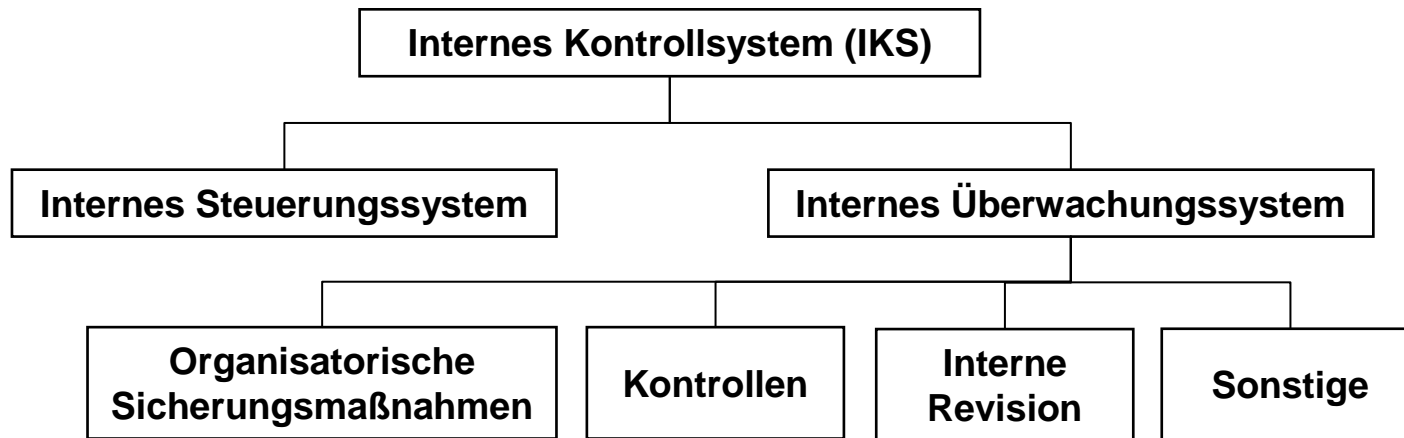 Internes Kontrollsystem (IKS)
Internes Steuerungssystem
Internes Überwachungssystem
Organisatorische
Sicherungsmaßnahmen
Kontrollen
Interne
Revision
Sonstige